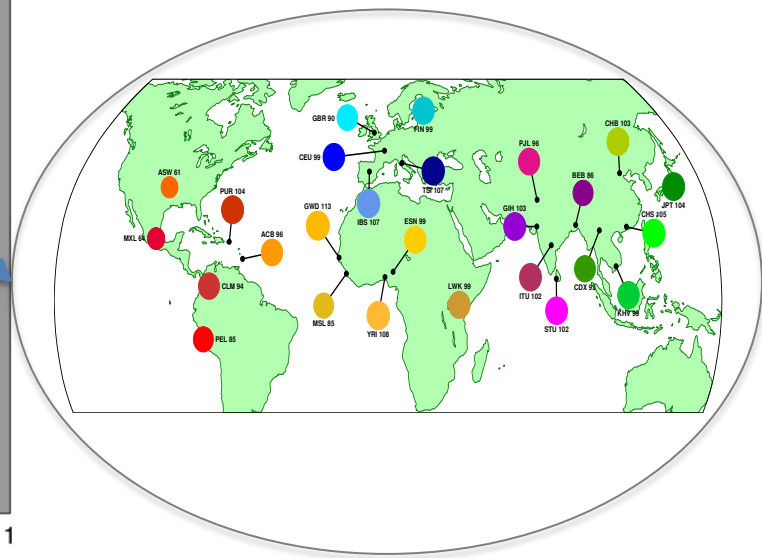 GBR 90
FIN 99
CHB 103
CEU 99
PJL 96
TSI 107
ASW 61
BEB 86
PUR 104
JPT 104
GWD 113
IBS 107
ESN 99
GIH 103
CHS 105
MXL 64
ACB 96
CLM 94
LWK 99
ITU 102
CDX 93
KHV 99
MSL 85
STU 102
YRI 108
PEL 85
1